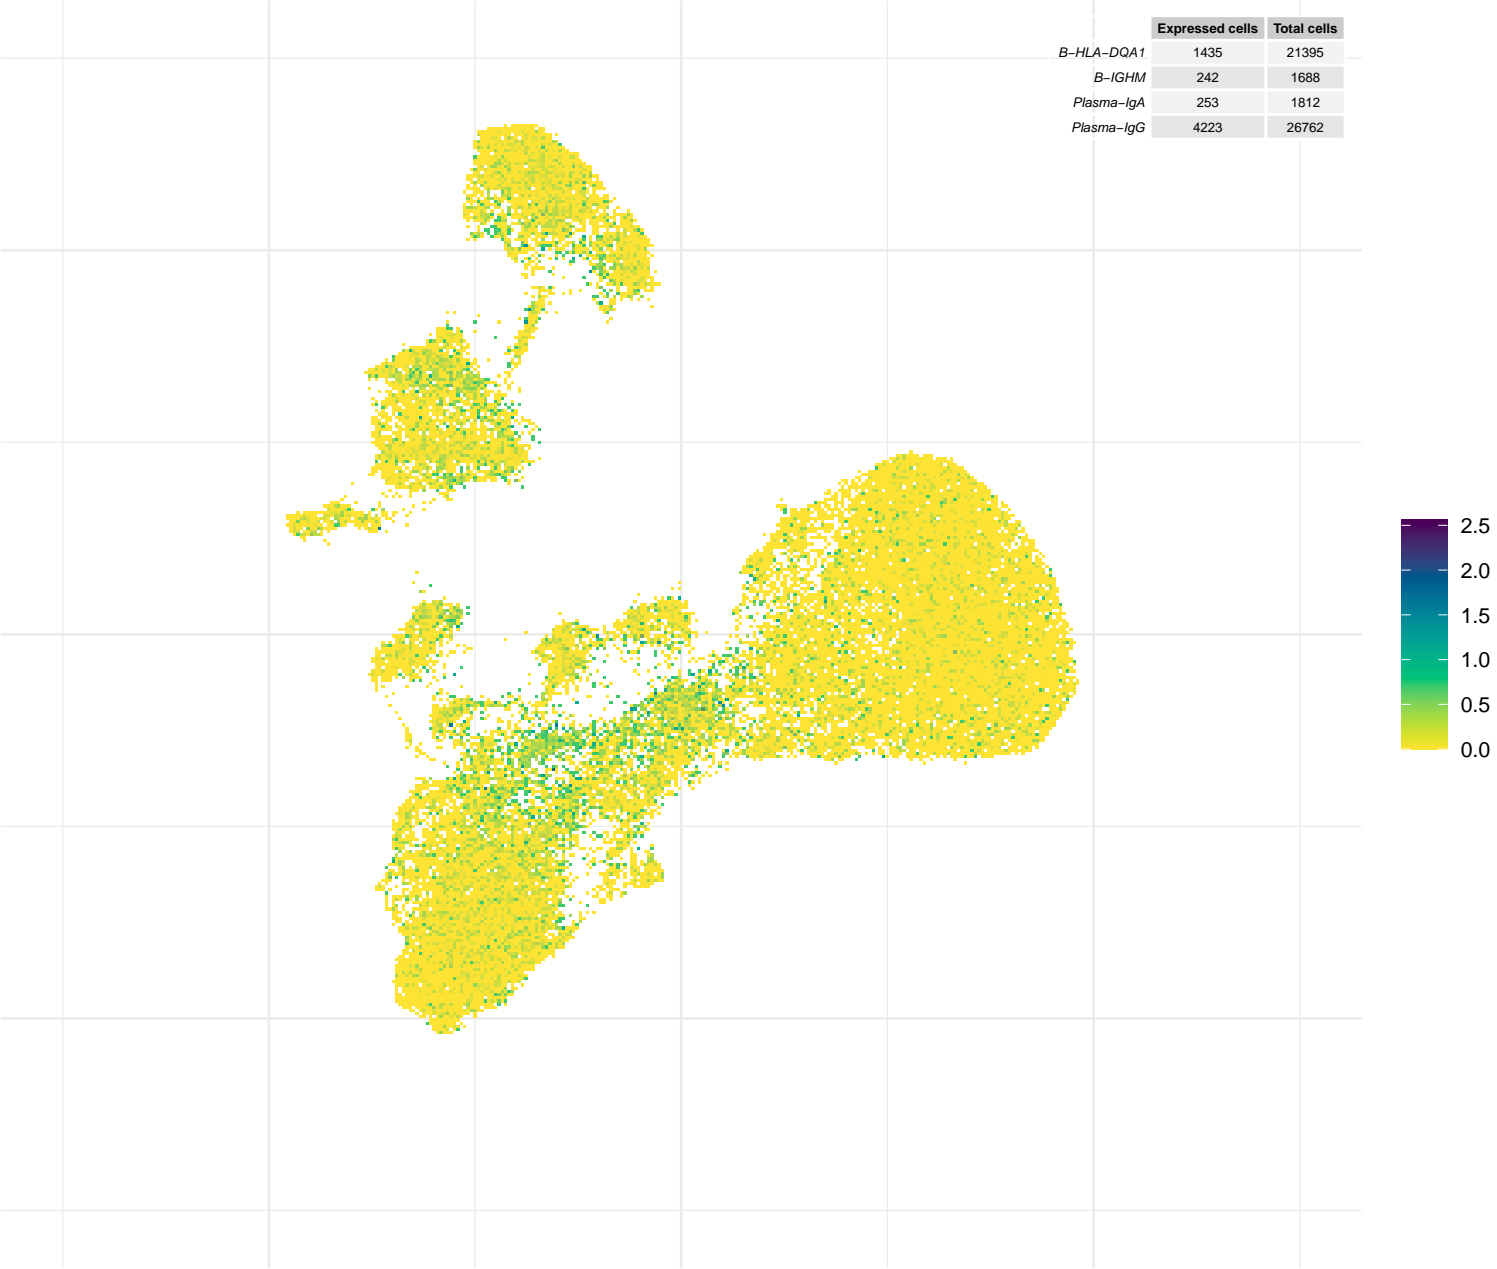 Expressed cells Total cells
B−HLA−DQA1 1435 21395
B−IGHM 242 1688
Plasma−IgA 253 1812
Plasma−IgG 4223 26762
2.5
2.0
1.5
1.0
0.5
0.0